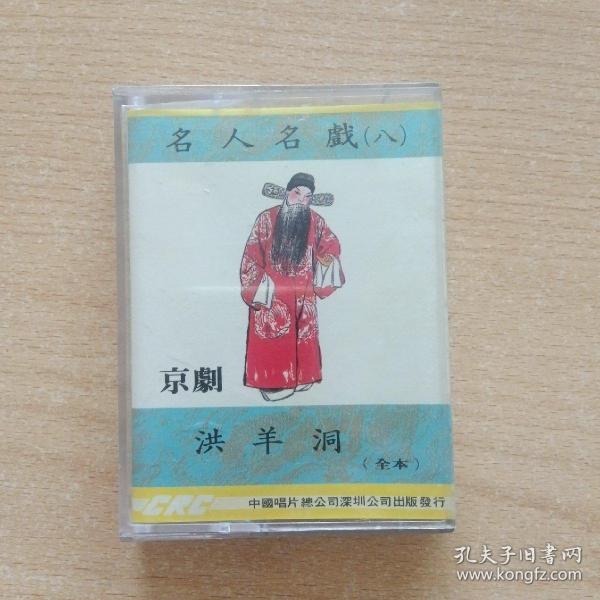 名人名戲(八)
京劇
洪羊洞
(全本)
CRC 中國唱片總公司深圳公司出版發行
孔夫子旧书网
www.kongfz.com